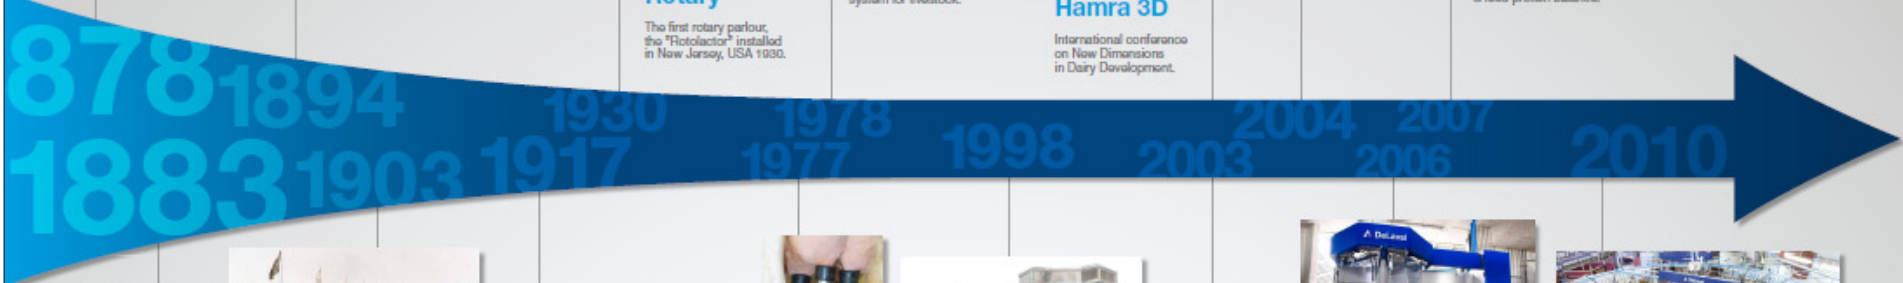 The first rotary parlour,
the "Rotolactor" installed
in New Jersey, USA 1930.
Hamra 3D
International conference
on New Dimensions
in Dairy Development.
878
1894
1930
1978
2004
2007
1883
1903
1917
1977
1998
2003
2006
2010
DeLaval